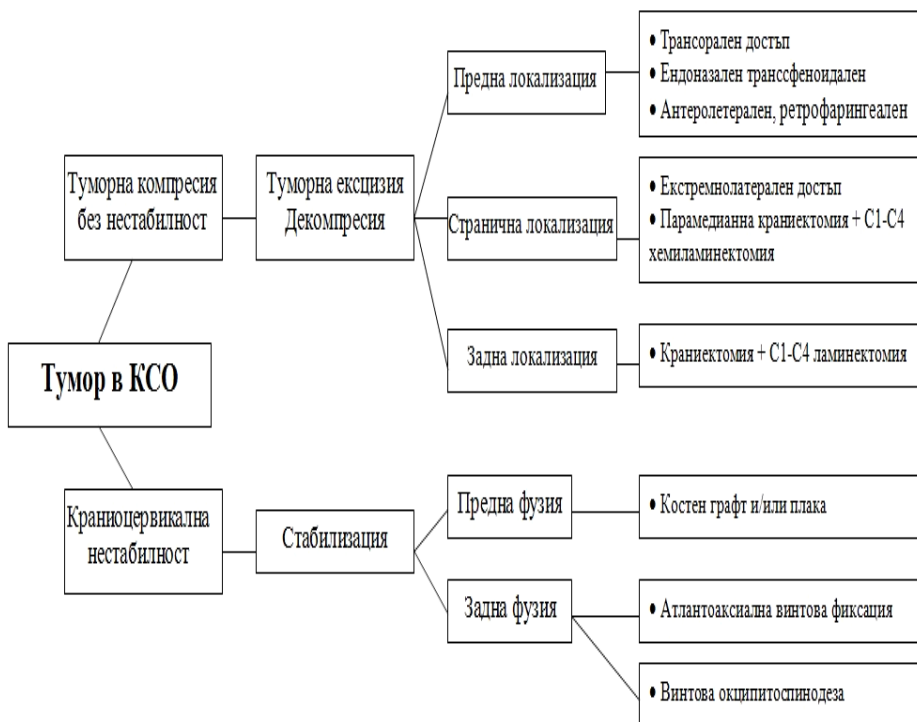 • Трансорален достъп
• Ендоназален транссфеноидален
• Антеролетерален, ретрофарингеален
Предна локализация
Туморна компресия
без нестабилност
Туморна ексцизия
Декомпресия
Странична локализация
• Екстремнолатерален достъп
• Парамедианна краниектомия + С1-С4
хемиламинектомия
Задна локализация
• Краниектомия + С1-С4 ламинектомия
Тумор в КСО
Краниоцервикална
нестабилност
Стабилизация
Предна фузия
• Костен графт и/или плака
Задна фузия
• Атлантоаксиална винтова фиксация
• Винтова окципитоспинодеза